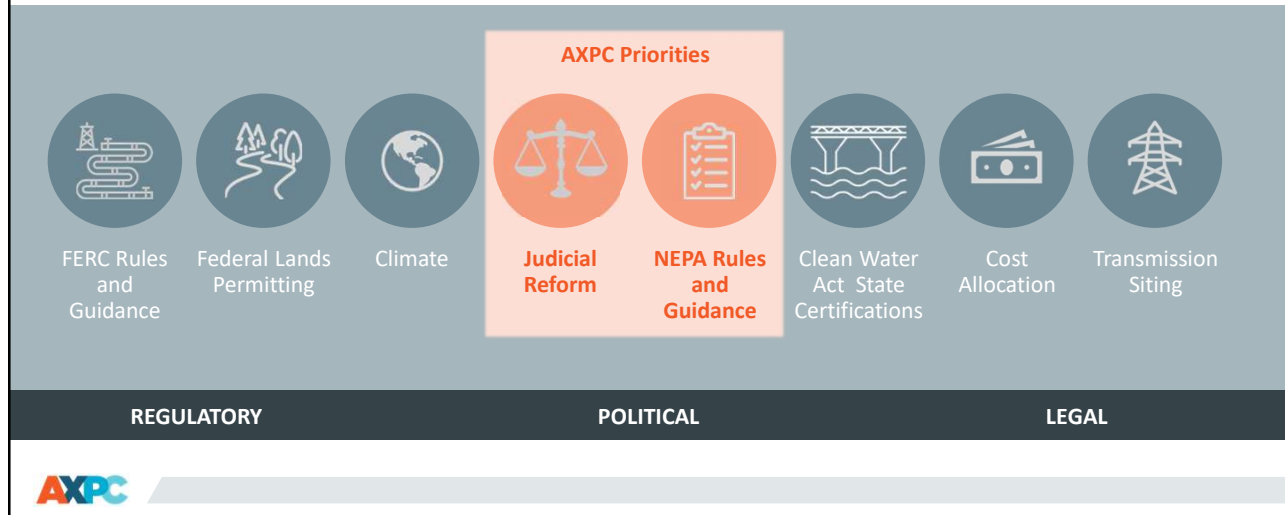 AXPC Priorities
FERC Rules
and
Guidance
Federal Lands
Permitting
Climate
Judicial
Reform
NEPA Rules
and
Guidance
Clean Water
Act State
Certifications
Cost
Allocation
Transmission
Siting
REGULATORY
POLITICAL
LEGAL
AXPC